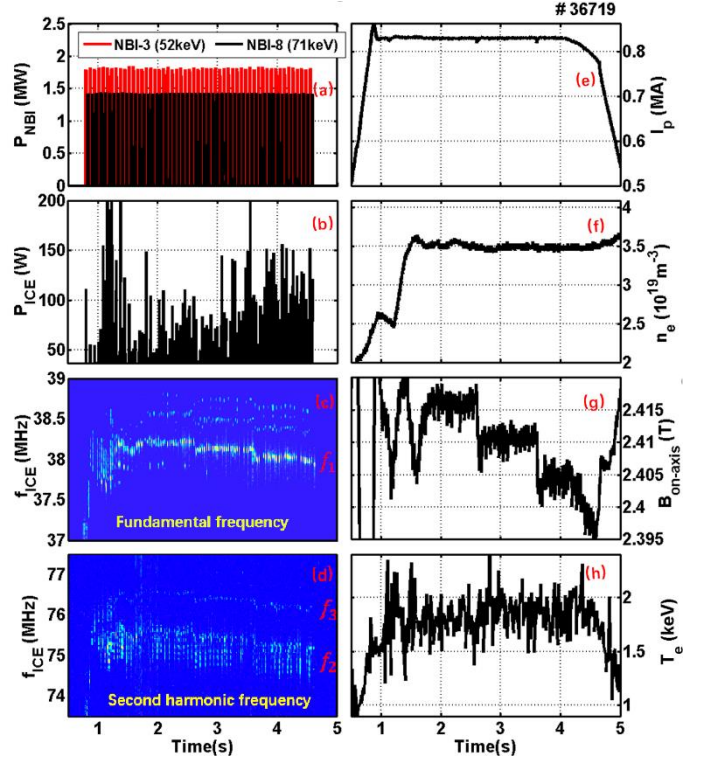 # 36719
2.5
2
1.5
1
0.5
0
P_NBI (MW)
NBI-3 (52keV) NBI-8 (71keV)
(a)
0.8
0.7
0.6
0.5
I_p (MA)
(e)
200
150
100
50
P_ICE (W)
(b)
4
3.5
3
2.5
2
n_e (10^19 m^-3)
(f)
39
38.5
38
37.5
37
f_ICE (MHz)
(c)
f_1
Fundamental frequency
2.415
2.41
2.405
2.4
2.395
B_on-axis (T)
(g)
77
76
75
74
f_ICE (MHz)
(d)
f_3
f_2
Second harmonic frequency
2
1.5
1
T_e (keV)
(h)
1 2 3 4 5
Time(s)
1 2 3 4 5
Time(s)